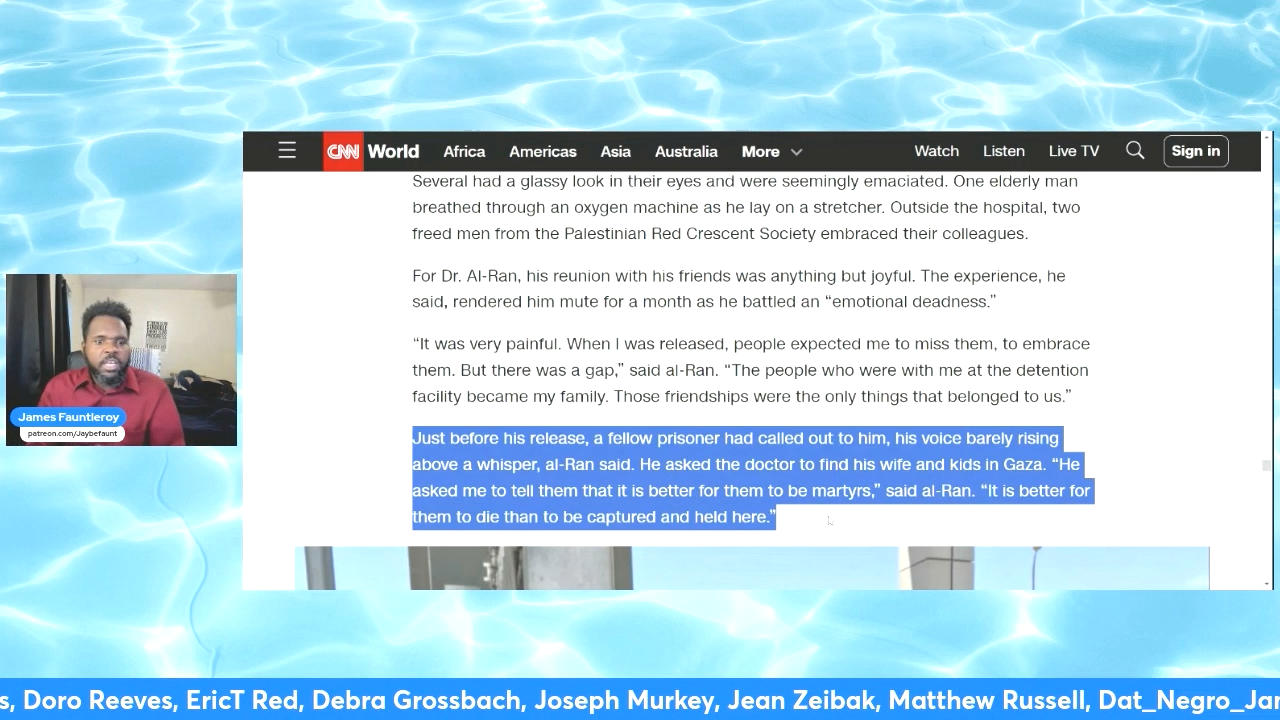 CNN World Africa Americas Asia Australia More Watch Listen Live TV Sign in
Several had a glassy look in their eyes and were seemingly emaciated. One elderly man
breathed through an oxygen machine as he lay on a stretcher. Outside the hospital, two
freed men from the Palestinian Red Crescent Society embraced their colleagues.
For Dr. Al-Ran, his reunion with his friends was anything but joyful. The experience, he
said, rendered him mute for a month as he battled an “emotional deadness.”
“It was very painful. When I was released, people expected me to miss them, to embrace
them. But there was a gap,” said al-Ran. “The people who were with me at the detention
facility became my family. Those friendships were the only things that belonged to us.”
Just before his release, a fellow prisoner had called out to him, his voice barely rising
above a whisper, al-Ran said. He asked the doctor to find his wife and kids in Gaza. “He
asked me to tell them that it is better for them to be martyrs,” said al-Ran. “It is better for
them to die than to be captured and held here.”
James Fauntleroy
patreon.com/Jaybefaunt
s, Doro Reeves, EricT Red, Debra Grossbach, Joseph Murkey, Jean Zeibak, Matthew Russell, Dat_Negro_Jar